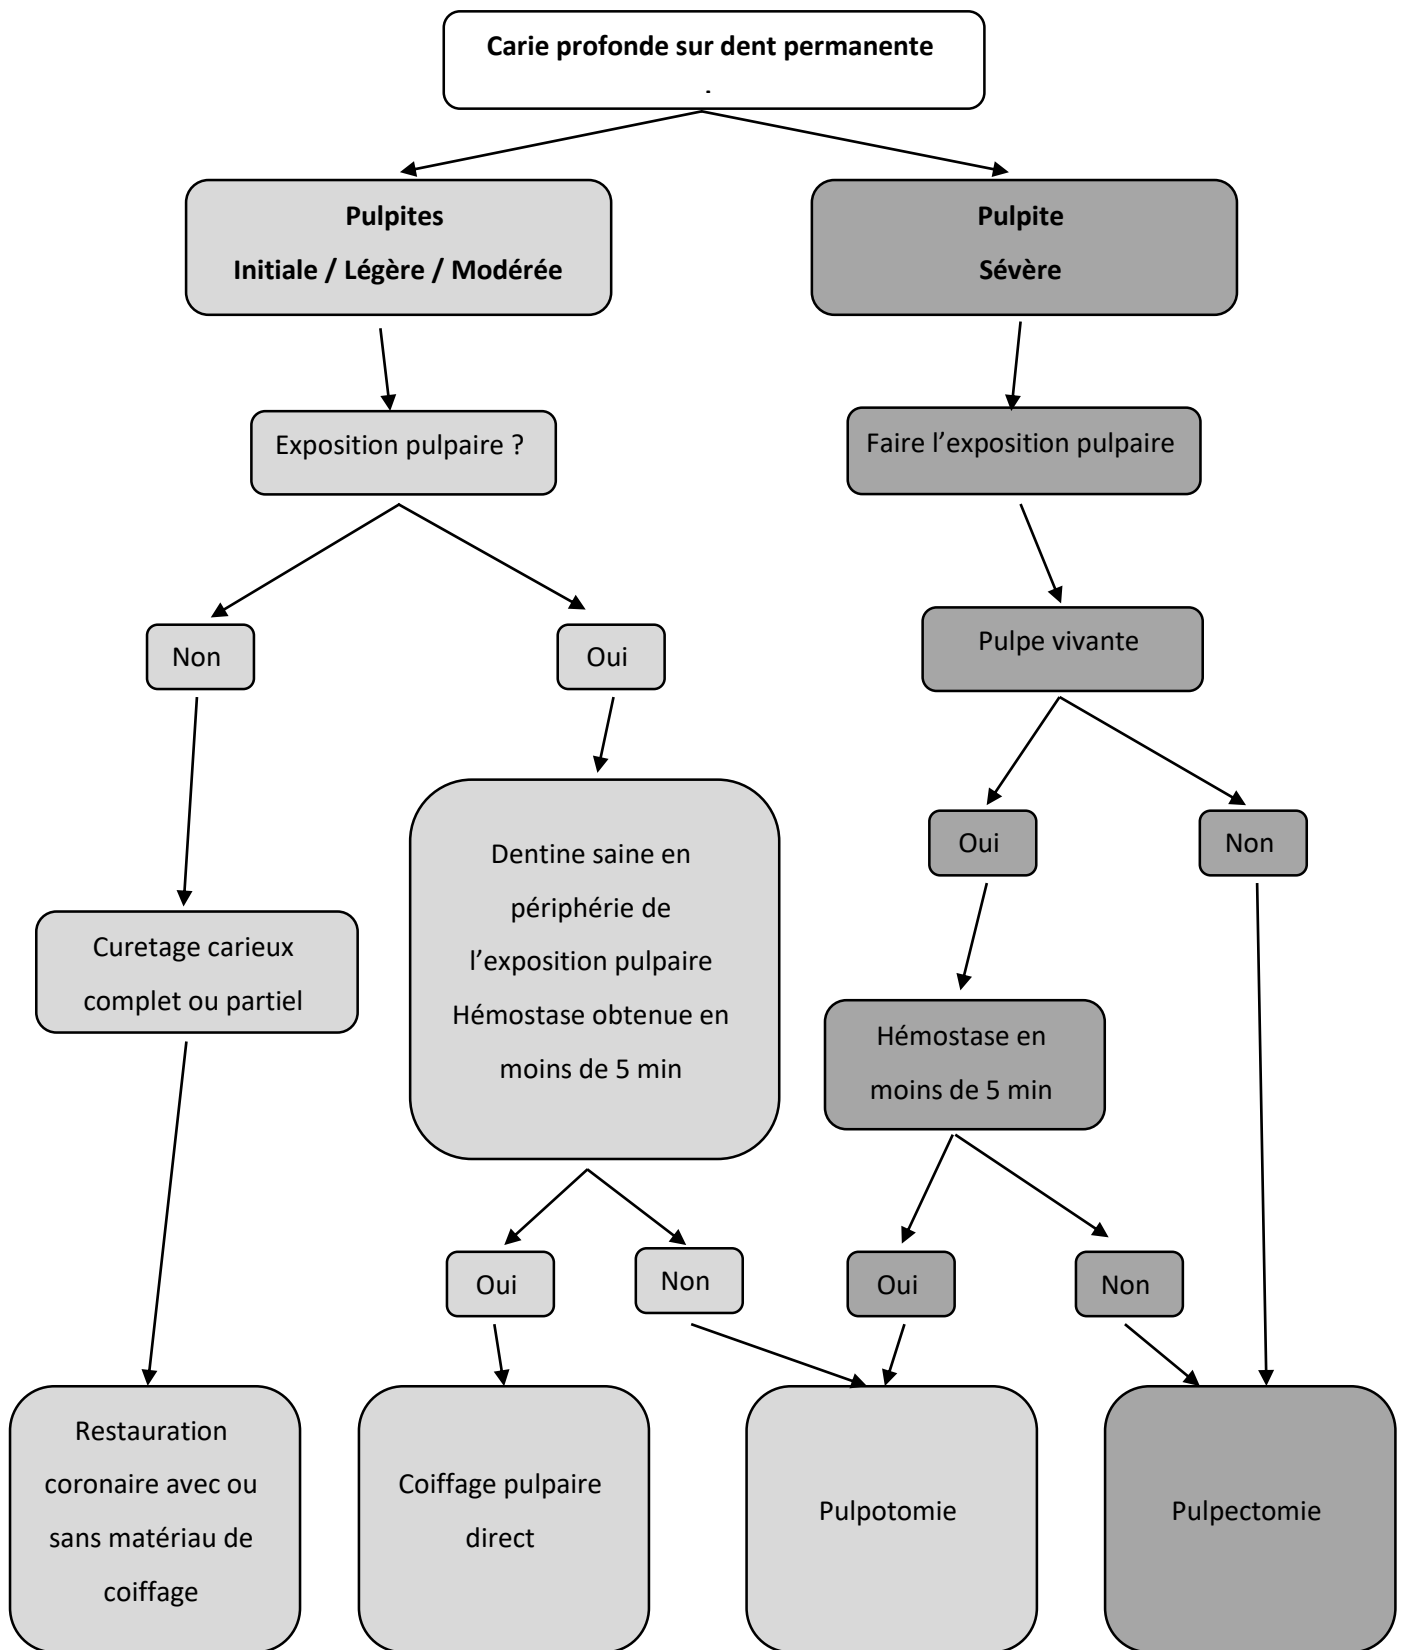 Carie profonde sur dent permanente
.
Pulpites
Initiale / Légère / Modérée
Pulpite
Sévère
Exposition pulpaire ?
Faire l’exposition pulpaire
Non
Oui
Pulpe vivante
Oui
Non
Curetage carieux
complet ou partiel
Dentine saine en
périphérie de
l’exposition pulpaire
Hémostase obtenue en
moins de 5 min
Hémostase en
moins de 5 min
Oui
Non
Oui
Non
Restauration
coronaire avec ou
sans matériau de
coiffage
Coiffage pulpaire
direct
Pulpotomie
Pulpectomie